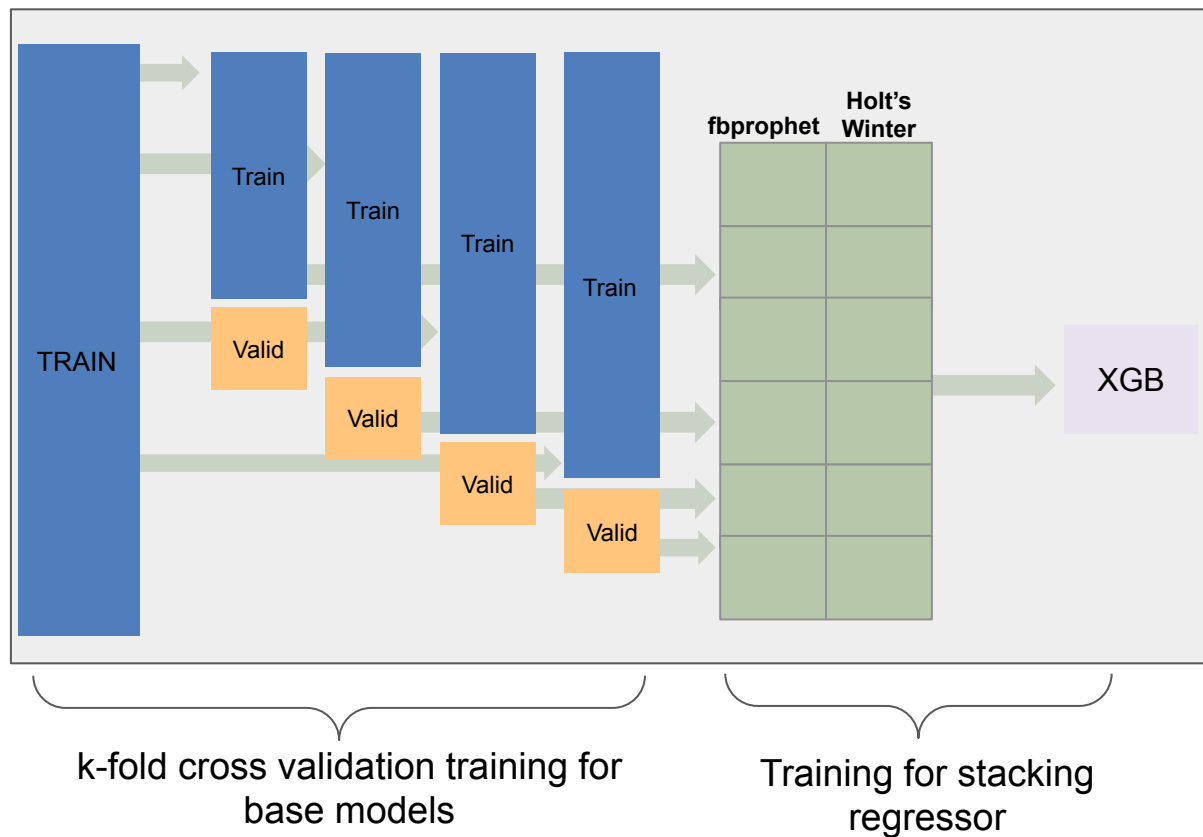 TRAIN
Train
Valid
Train
Valid
Train
Valid
Train
Valid
fbprophet
Holt’s
Winter
XGB
k-fold cross validation training for
base models
Training for stacking
regressor